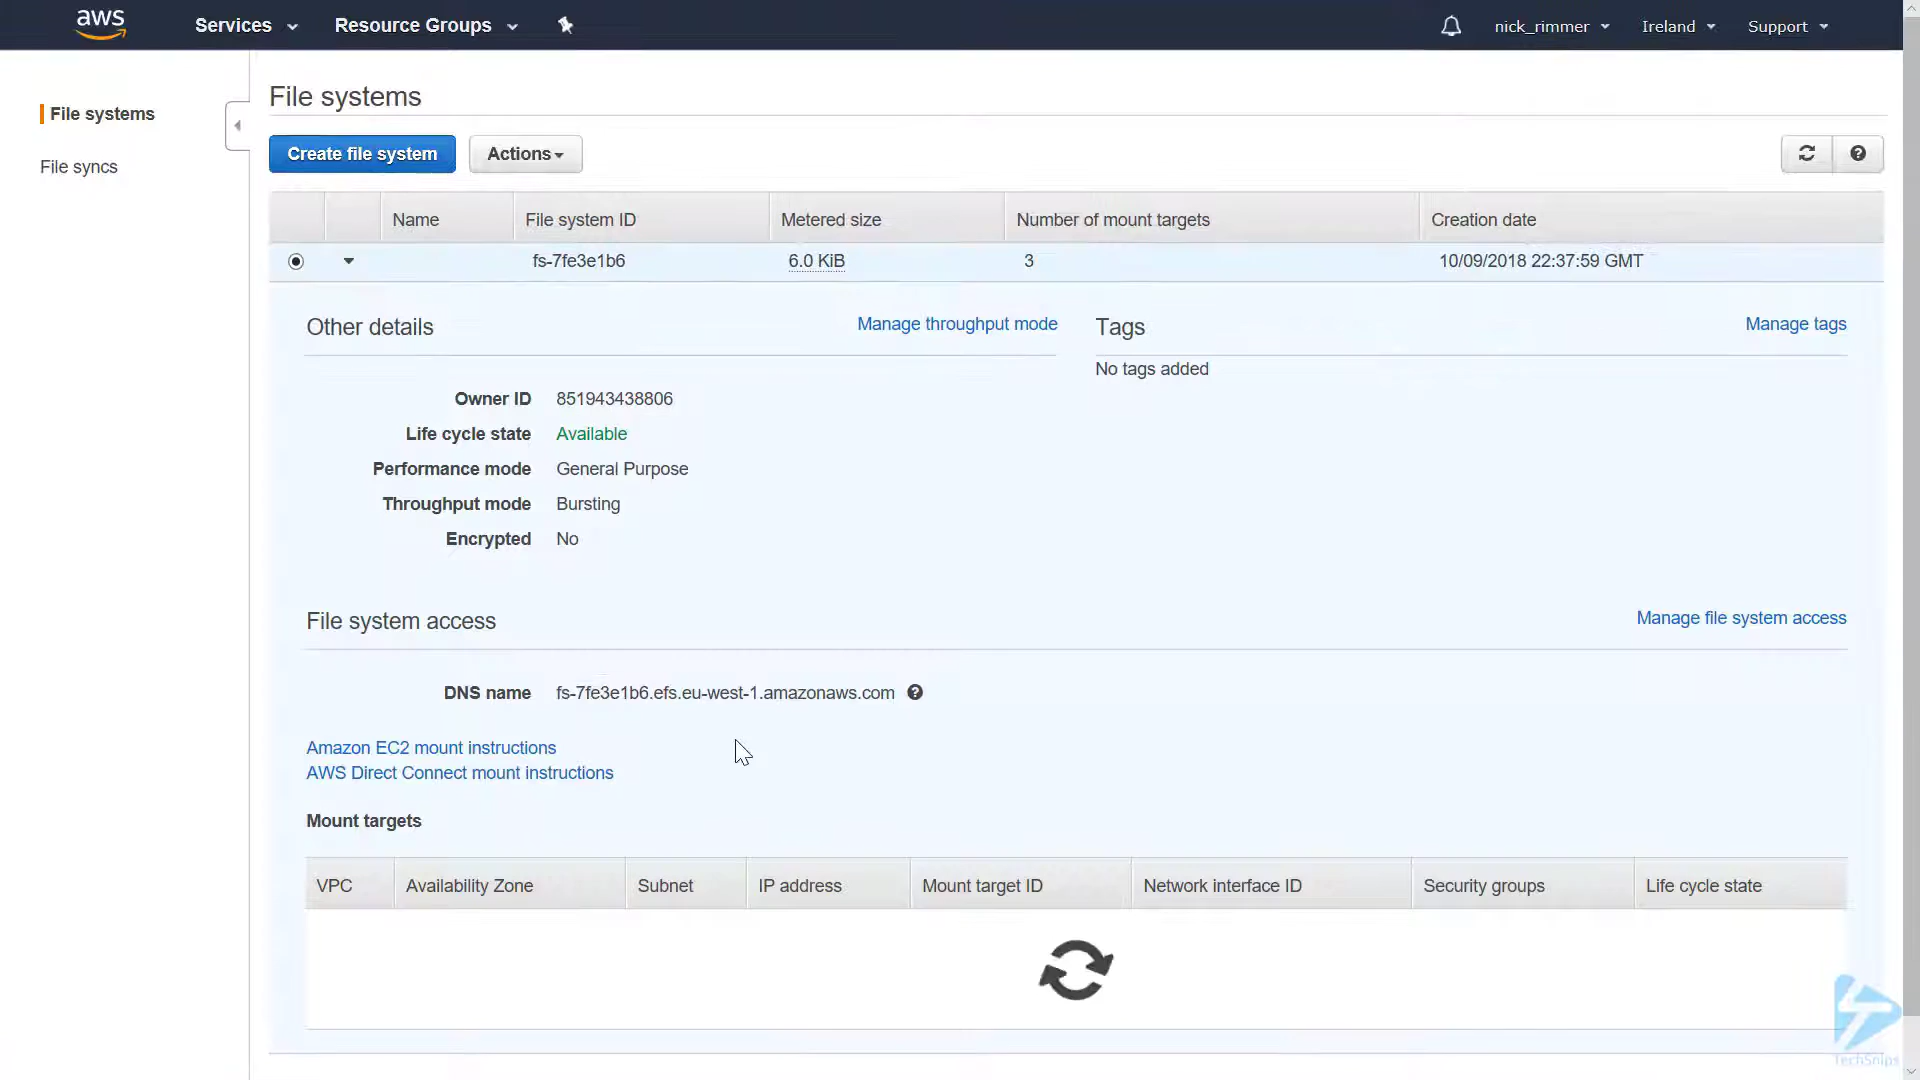 aws
Services
Resource Groups
nick_rimmer
Ireland
Support
File systems
File syncs
File systems
Create file system
Actions
Name
File system ID
Metered size
Number of mount targets
Creation date
fs-7fe3e1b6
6.0 KiB
3
10/09/2018 22:37:59 GMT
Other details
Manage throughput mode
Owner ID 851943438806
Life cycle state Available
Performance mode General Purpose
Throughput mode Bursting
Encrypted No
Tags
Manage tags
No tags added
File system access
Manage file system access
DNS name fs-7fe3e1b6.efs.eu-west-1.amazonaws.com
Amazon EC2 mount instructions
AWS Direct Connect mount instructions
Mount targets
VPC
Availability Zone
Subnet
IP address
Mount target ID
Network interface ID
Security groups
Life cycle state
TechSnips